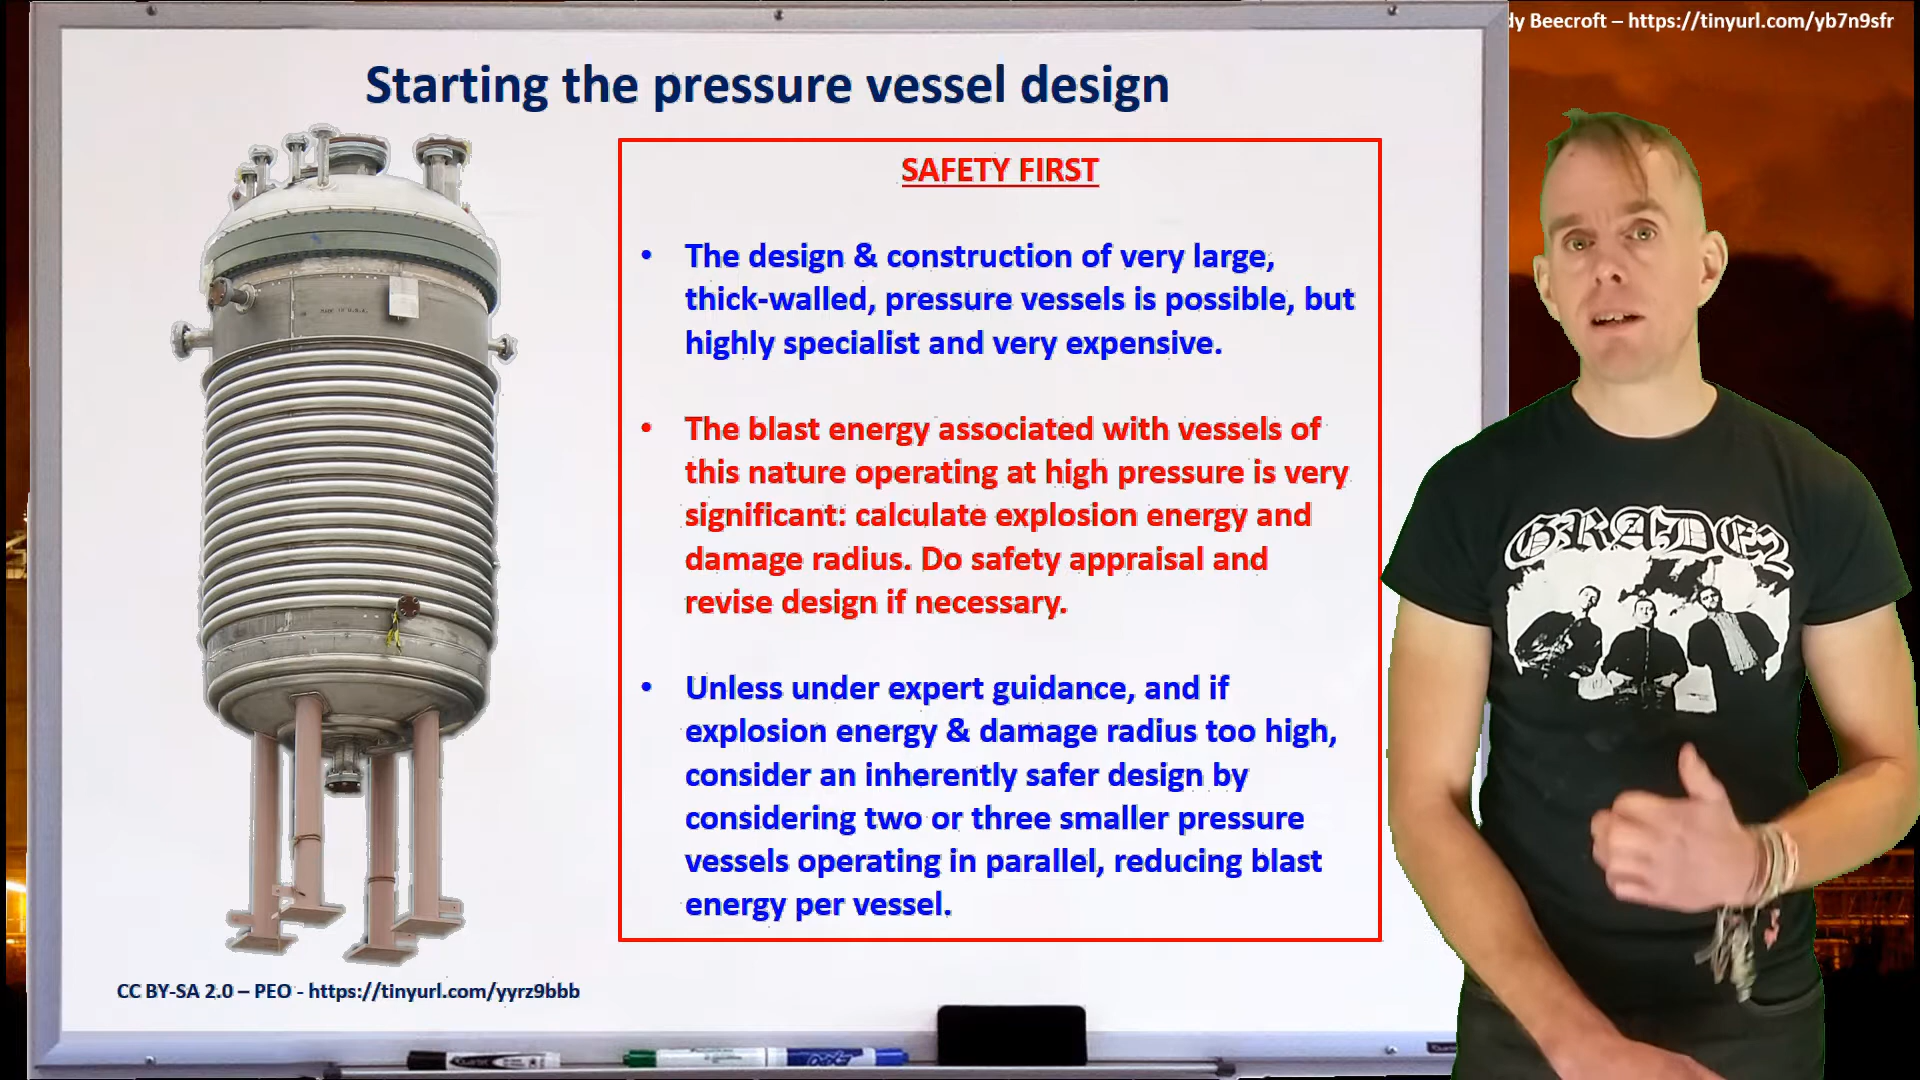 dy Beecroft – https://tinyurl.com/yb7n9sfr
Starting the pressure vessel design
SAFETY FIRST
• The design & construction of very large,
thick-walled, pressure vessels is possible, but
highly specialist and very expensive.
• The blast energy associated with vessels of
this nature operating at high pressure is very
significant: calculate explosion energy and
damage radius. Do safety appraisal and
revise design if necessary.
• Unless under expert guidance, and if
explosion energy & damage radius too high,
consider an inherently safer design by
considering two or three smaller pressure
vessels operating in parallel, reducing blast
energy per vessel.
CC BY-SA 2.0 – PEO - https://tinyurl.com/yyrz9bbb
GRADE 2
MADE IN U.S.A.